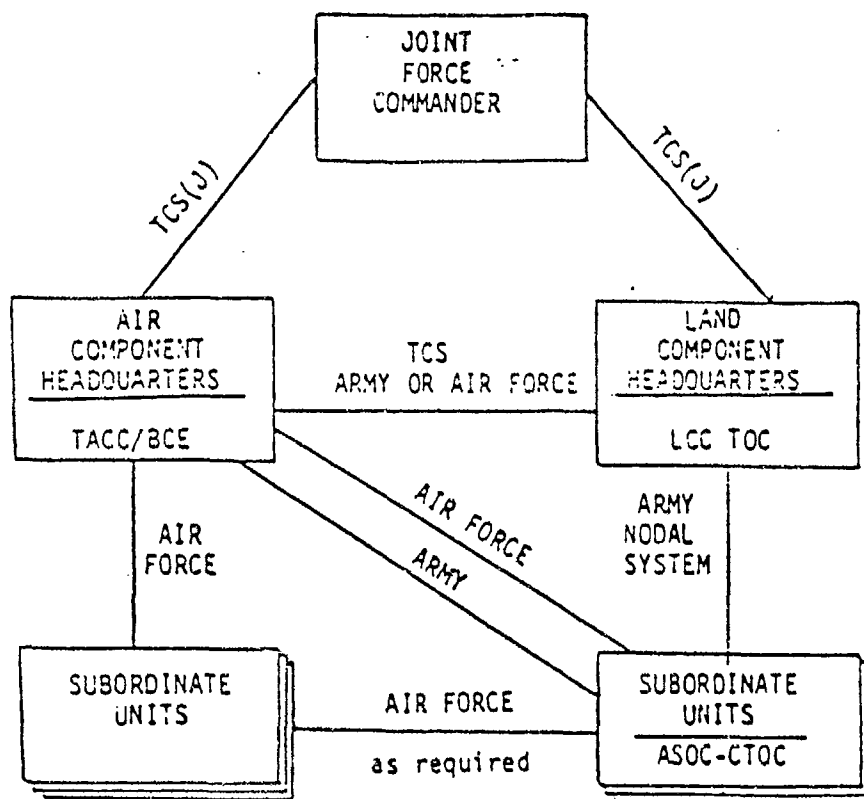 JOINT
FORCE
COMMANDER
TCS(J)
TCS(J)
AIR
COMPONENT
HEADQUARTERS
TACC/BCE
TCS
ARMY OR AIR FORCE
LAND
COMPONENT
HEADQUARTERS
LCC TOC
AIR
FORCE
AIR FORCE
ARMY
ARMY
NODAL
SYSTEM
SUBORDINATE
UNITS
AIR FORCE
as required
SUBORDINATE
UNITS
ASOC-CTOC